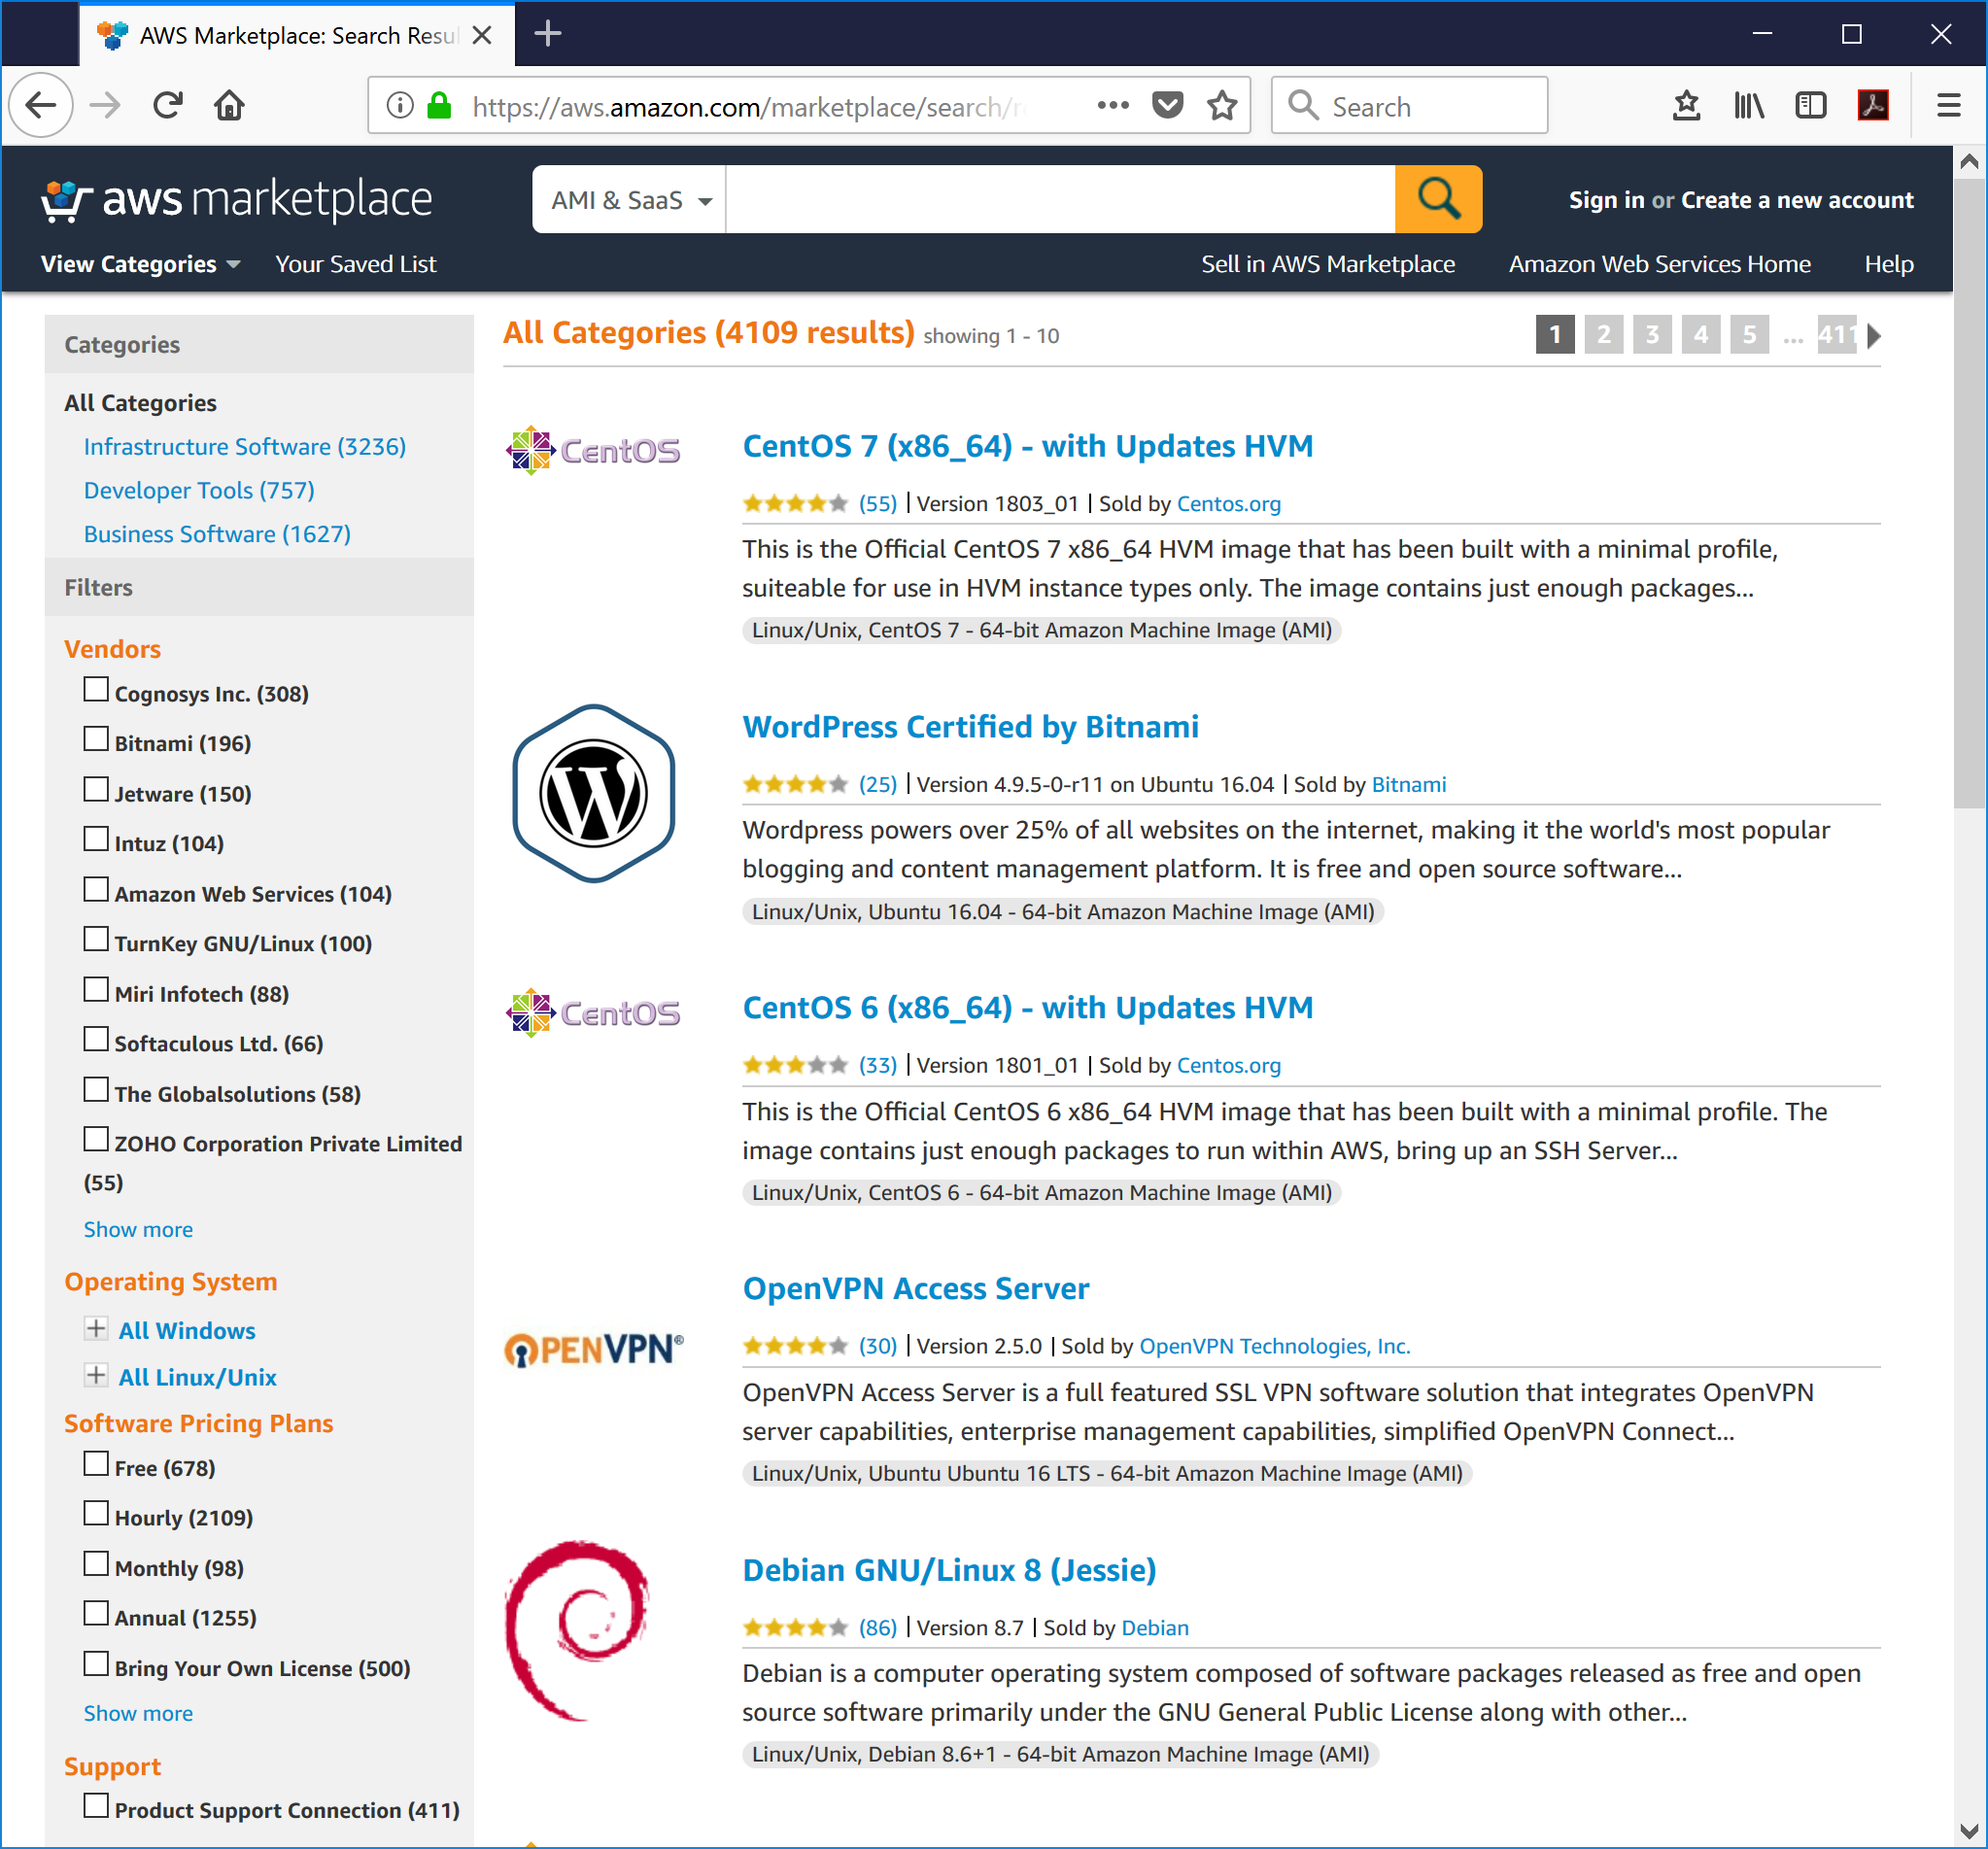 AWS Marketplace: Search Resul
https://aws.amazon.com/marketplace/search/r
Search
aws marketplace
AMI & SaaS
Sign in or Create a new account
View Categories
Your Saved List
Sell in AWS Marketplace
Amazon Web Services Home
Help
Categories
All Categories
Infrastructure Software (3236)
Developer Tools (757)
Business Software (1627)
Filters
Vendors
Cognosys Inc. (308)
Bitnami (196)
Jetware (150)
Intuz (104)
Amazon Web Services (104)
TurnKey GNU/Linux (100)
Miri Infotech (88)
Softaculous Ltd. (66)
The Globalsolutions (58)
ZOHO Corporation Private Limited
(55)
Show more
Operating System
All Windows
All Linux/Unix
Software Pricing Plans
Free (678)
Hourly (2109)
Monthly (98)
Annual (1255)
Bring Your Own License (500)
Show more
Support
Product Support Connection (411)
All Categories (4109 results) showing 1 - 10
1 2 3 4 5 ... 411
CentOS
CentOS 7 (x86_64) - with Updates HVM
(55) | Version 1803_01 | Sold by Centos.org
This is the Official CentOS 7 x86_64 HVM image that has been built with a minimal profile,
suiteable for use in HVM instance types only. The image contains just enough packages...
Linux/Unix, CentOS 7 - 64-bit Amazon Machine Image (AMI)
W
WordPress Certified by Bitnami
(25) | Version 4.9.5-0-r11 on Ubuntu 16.04 | Sold by Bitnami
Wordpress powers over 25% of all websites on the internet, making it the world's most popular
blogging and content management platform. It is free and open source software...
Linux/Unix, Ubuntu 16.04 - 64-bit Amazon Machine Image (AMI)
CentOS
CentOS 6 (x86_64) - with Updates HVM
(33) | Version 1801_01 | Sold by Centos.org
This is the Official CentOS 6 x86_64 HVM image that has been built with a minimal profile. The
image contains just enough packages to run within AWS, bring up an SSH Server...
Linux/Unix, CentOS 6 - 64-bit Amazon Machine Image (AMI)
OPENVPN®
OpenVPN Access Server
(30) | Version 2.5.0 | Sold by OpenVPN Technologies, Inc.
OpenVPN Access Server is a full featured SSL VPN software solution that integrates OpenVPN
server capabilities, enterprise management capabilities, simplified OpenVPN Connect...
Linux/Unix, Ubuntu Ubuntu 16 LTS - 64-bit Amazon Machine Image (AMI)
Debian GNU/Linux 8 (Jessie)
(86) | Version 8.7 | Sold by Debian
Debian is a computer operating system composed of software packages released as free and open
source software primarily under the GNU General Public License along with other...
Linux/Unix, Debian 8.6+1 - 64-bit Amazon Machine Image (AMI)